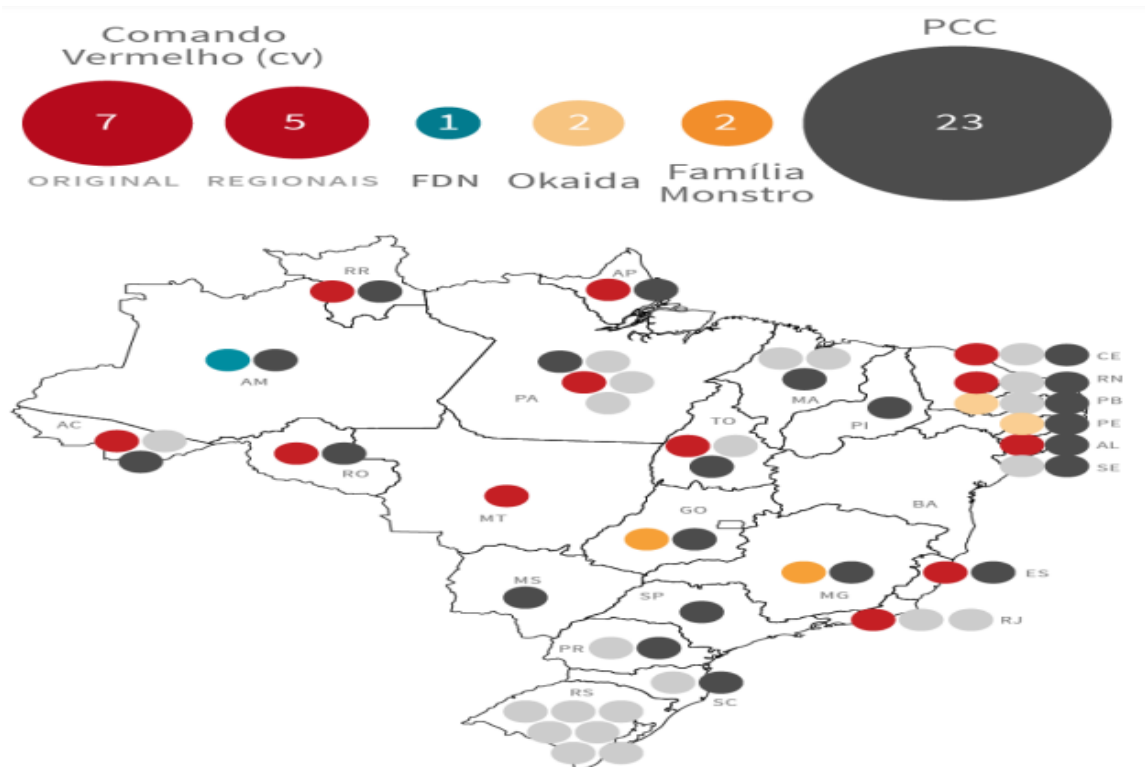 Comando
Vermelho (cv)
PCC
7
5
1
2
2
23
ORIGINAL
REGIONAIS
FDN
Okaida
Família
Monstro
RR
AP
AM
PA
MA
CE
RN
PB
PE
AL
SE
PI
TO
AC
RO
MT
GO
BA
MS
SP
MG
ES
RJ
PR
RS
SC